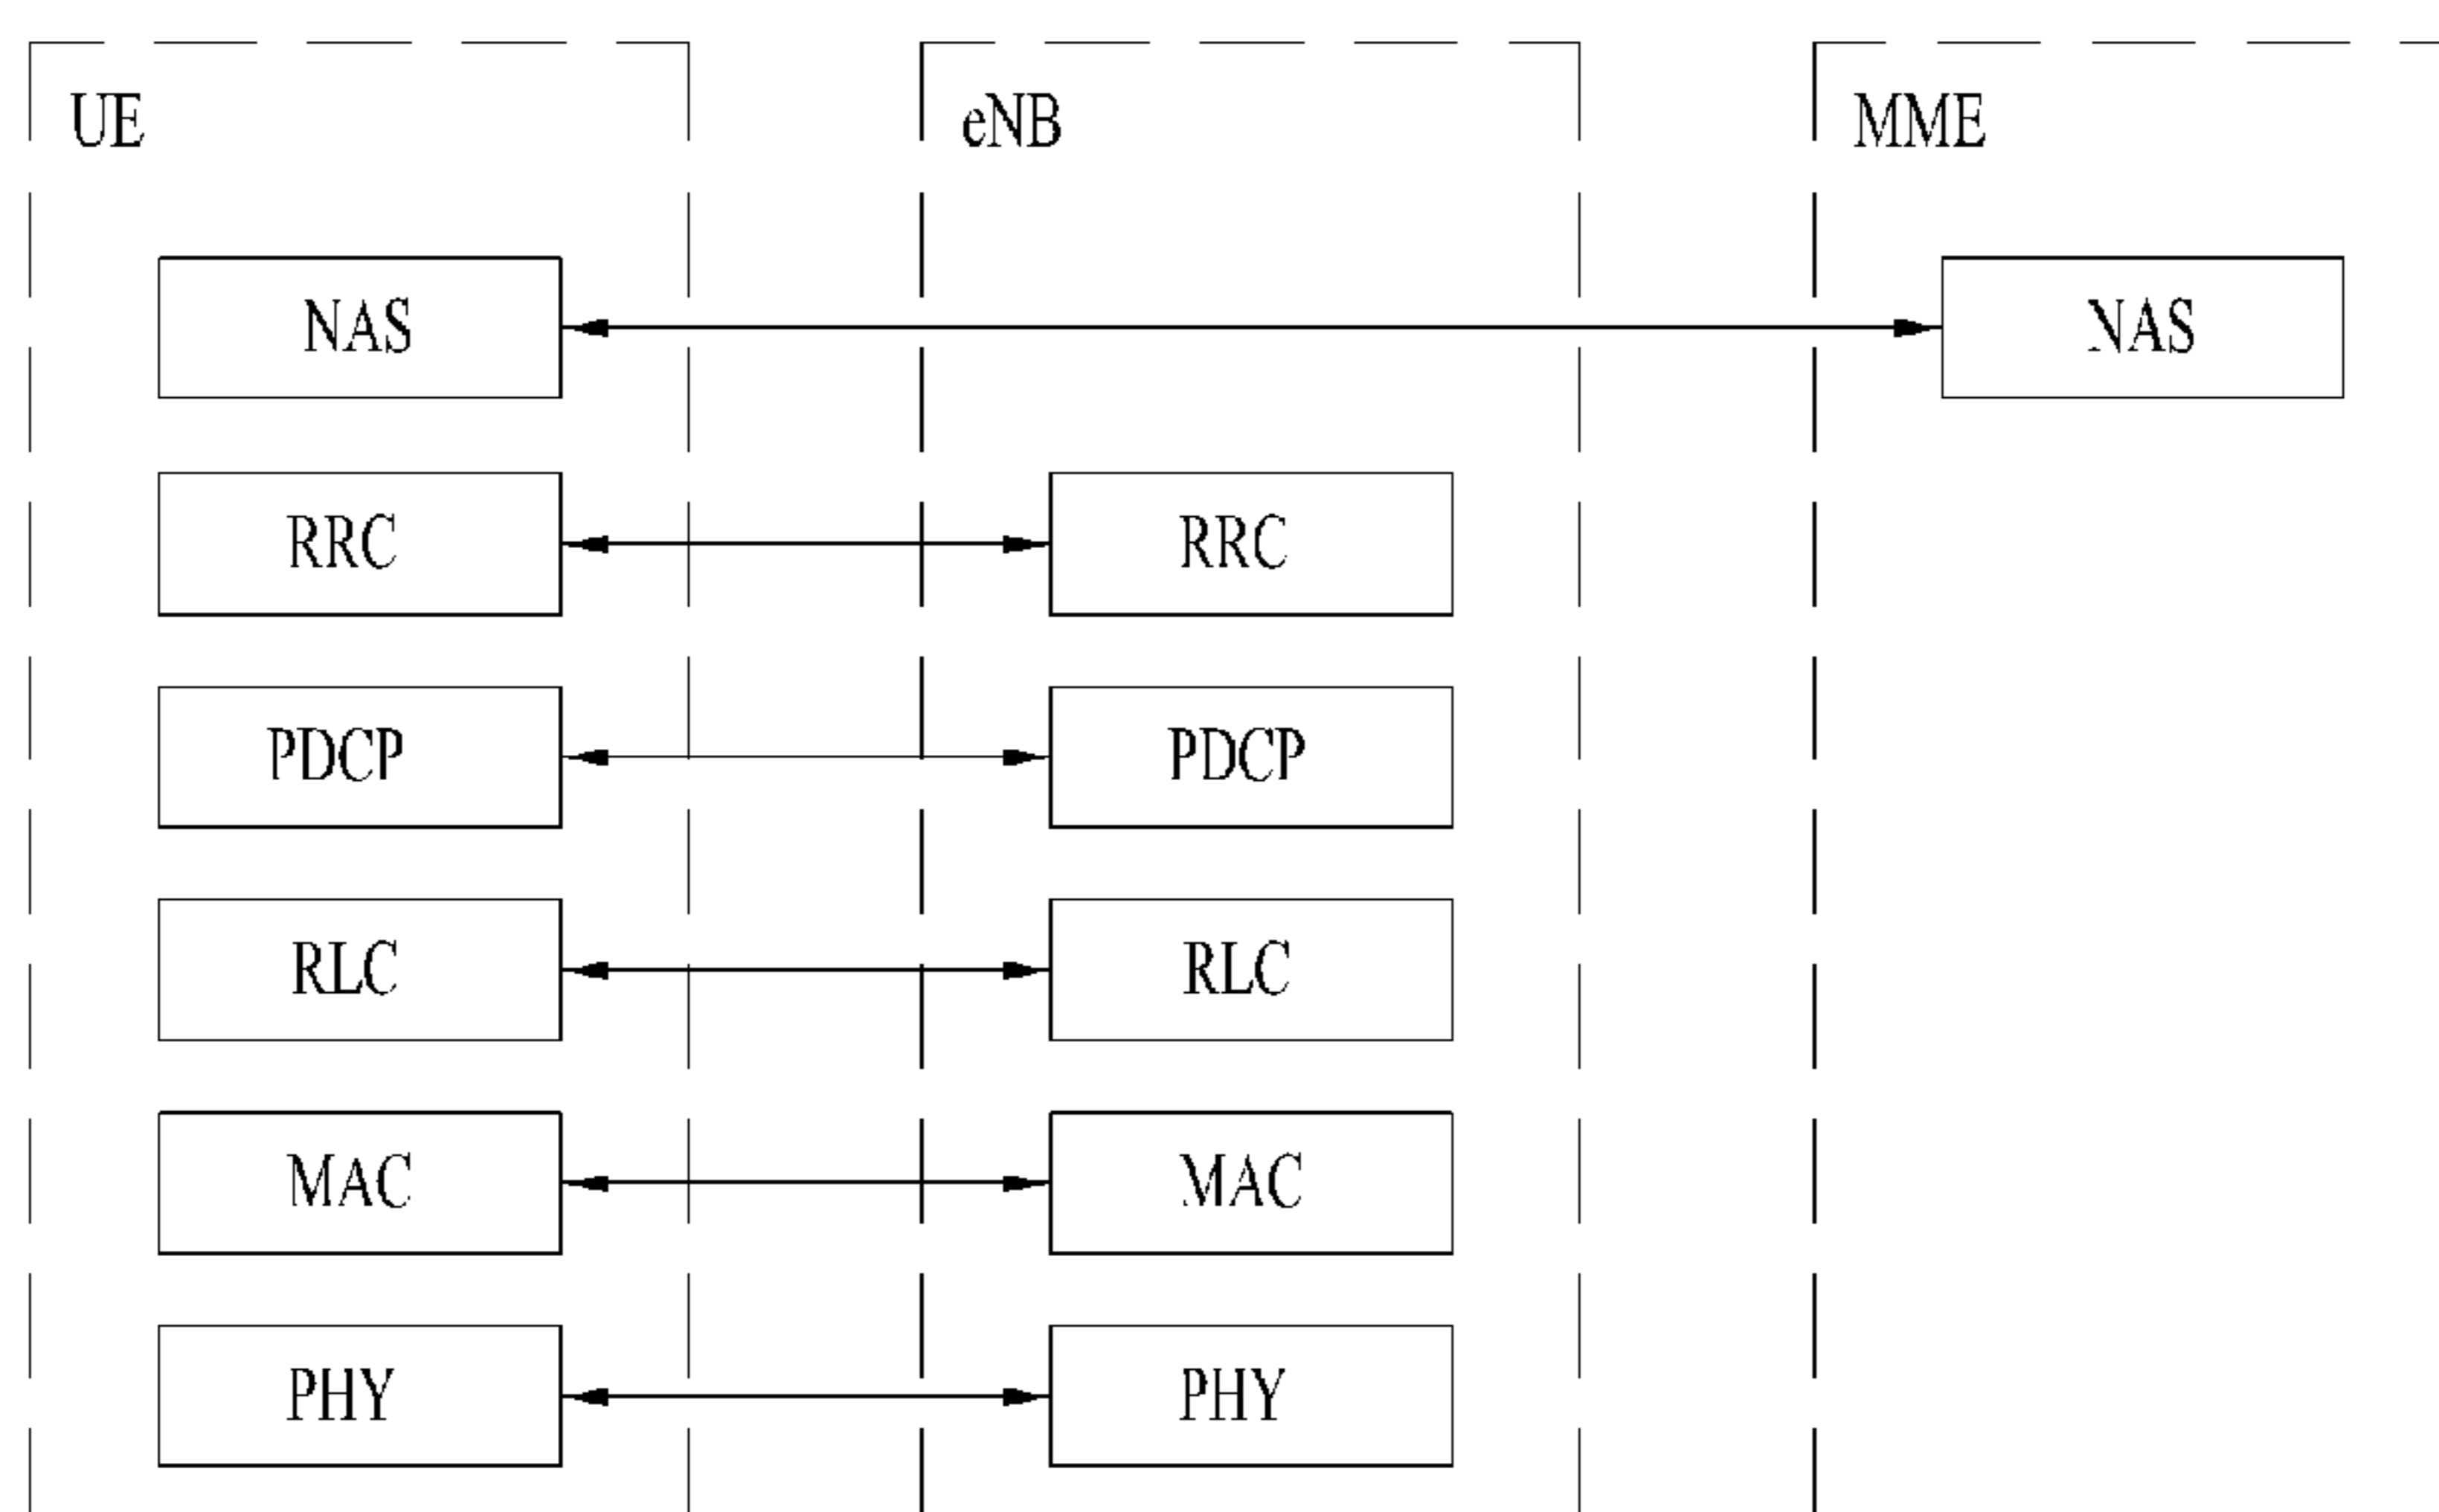 UE eNB MME
NAS NAS
RRC RRC
PDCP PDCP
RLC RLC
MAC MAC
PHY PHY